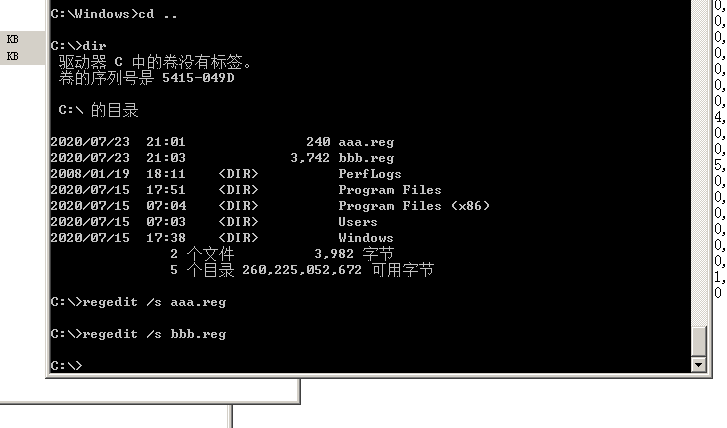 C:\Windows>cd ..
C:\>dir
驱动器 C 中的卷没有标签。
卷的序列号是 5415-049D
C:\ 的目录
2020/07/23  21:01               240 aaa.reg
2020/07/23  21:03             3,742 bbb.reg
2008/01/19  18:11    <DIR>          PerfLogs
2020/07/15  17:51    <DIR>          Program Files
2020/07/15  07:04    <DIR>          Program Files (x86)
2020/07/15  07:03    <DIR>          Users
2020/07/15  17:38    <DIR>          Windows
2 个文件          3,982 字节
5 个目录 260,225,052,672 可用字节
C:\>regedit /s aaa.reg
C:\>regedit /s bbb.reg
C:\>
KB
KB
0,
0,
0,
0,
0,
0,
0,
4,
0,
0,
5,
0,
0,
0,
0,
0,
0,
1,
0